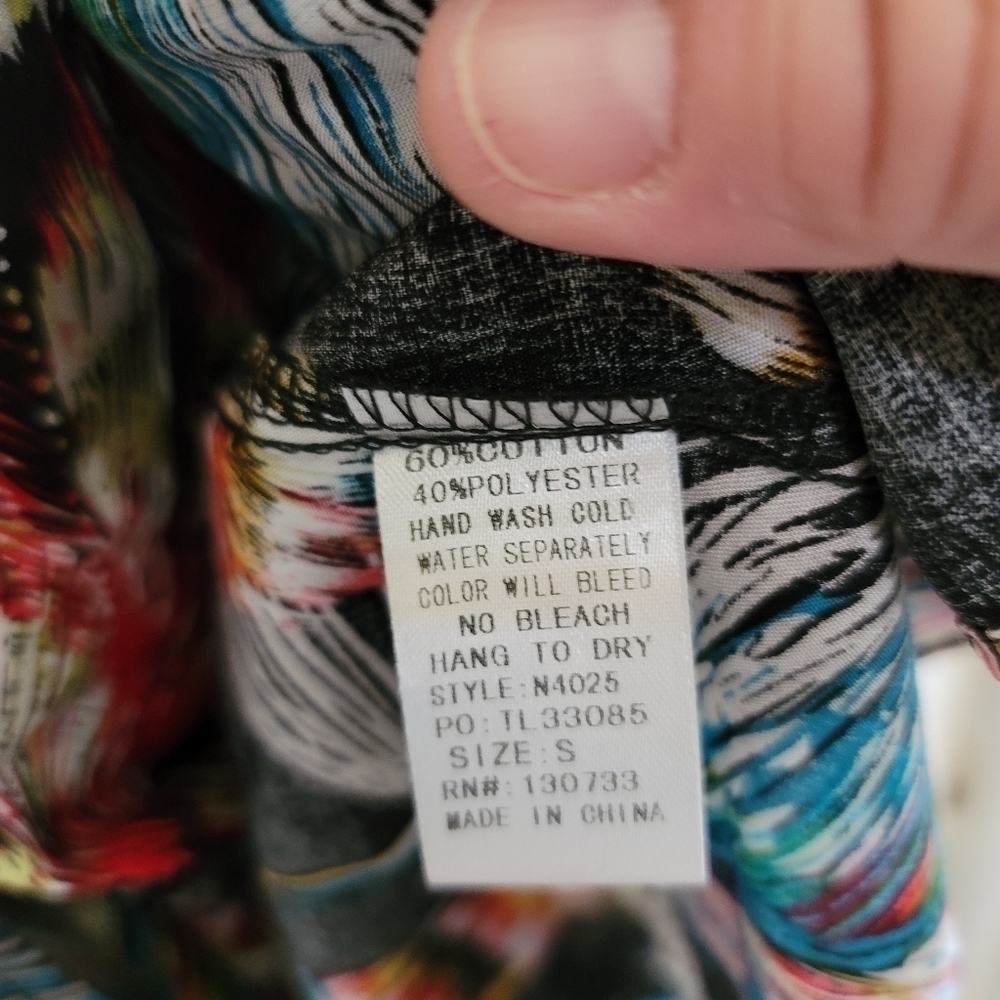 60%COTTON
40%POLYESTER
HAND WASH COLD
WATER SEPARATELY
COLOR WILL BLEED
NO BLEACH
HANG TO DRY
STYLE:N4025
PO:TL33085
SIZE:S
RN#:130733
MADE IN CHINA